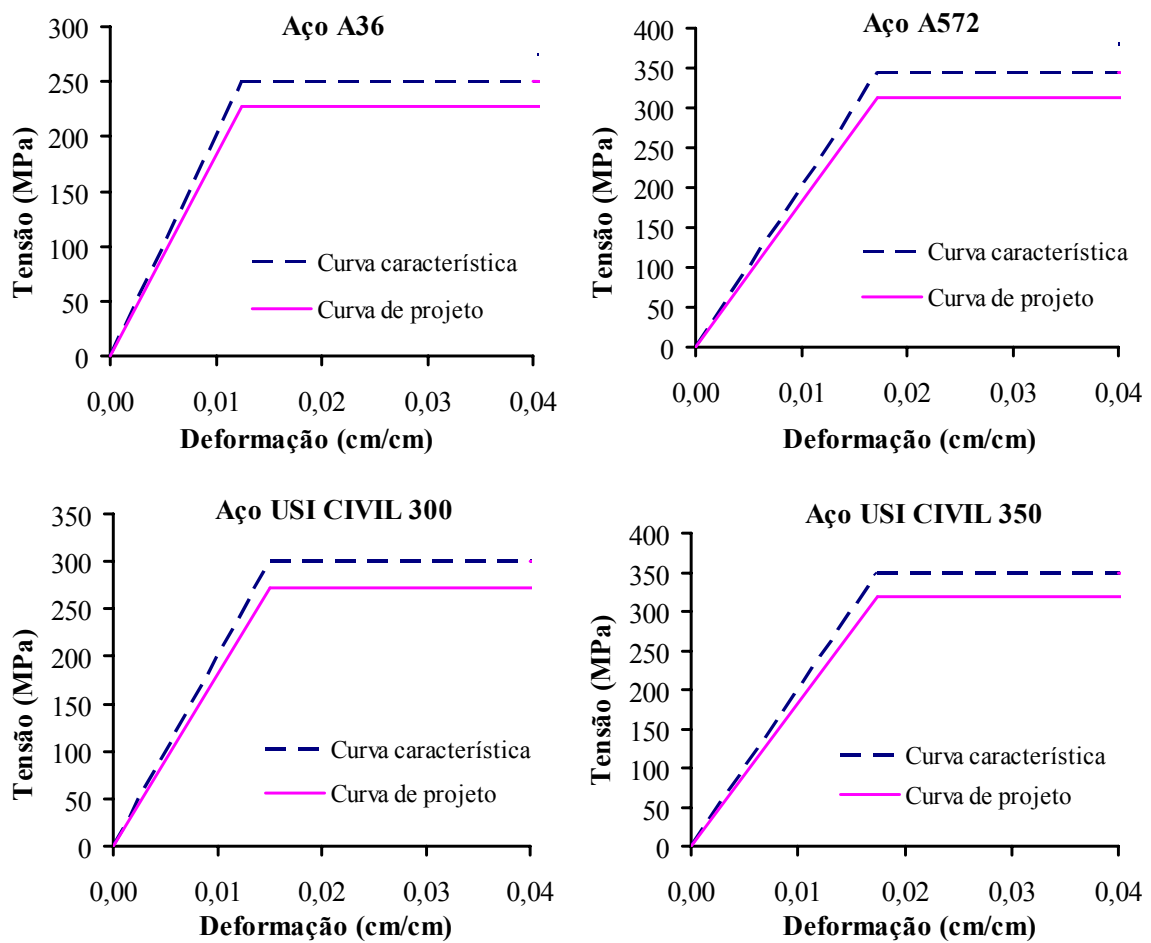 Aço A36
300
250
200
150
100
50
0
Tensão (MPa)
Curva característica
Curva de projeto
0,00 0,01 0,02 0,03 0,04
Deformação (cm/cm)
Aço A572
400
350
300
250
200
150
100
50
0
Tensão (MPa)
Curva característica
Curva de projeto
0,00 0,01 0,02 0,03 0,04
Deformação (cm/cm)
Aço USI CIVIL 300
350
300
250
200
150
100
50
0
Tensão (MPa)
Curva característica
Curva de projeto
0,00 0,01 0,02 0,03 0,04
Deformação (cm/cm)
Aço USI CIVIL 350
400
350
300
250
200
150
100
50
0
Tensão (MPa)
Curva característica
Curva de projeto
0,00 0,01 0,02 0,03 0,04
Deformação (cm/cm)